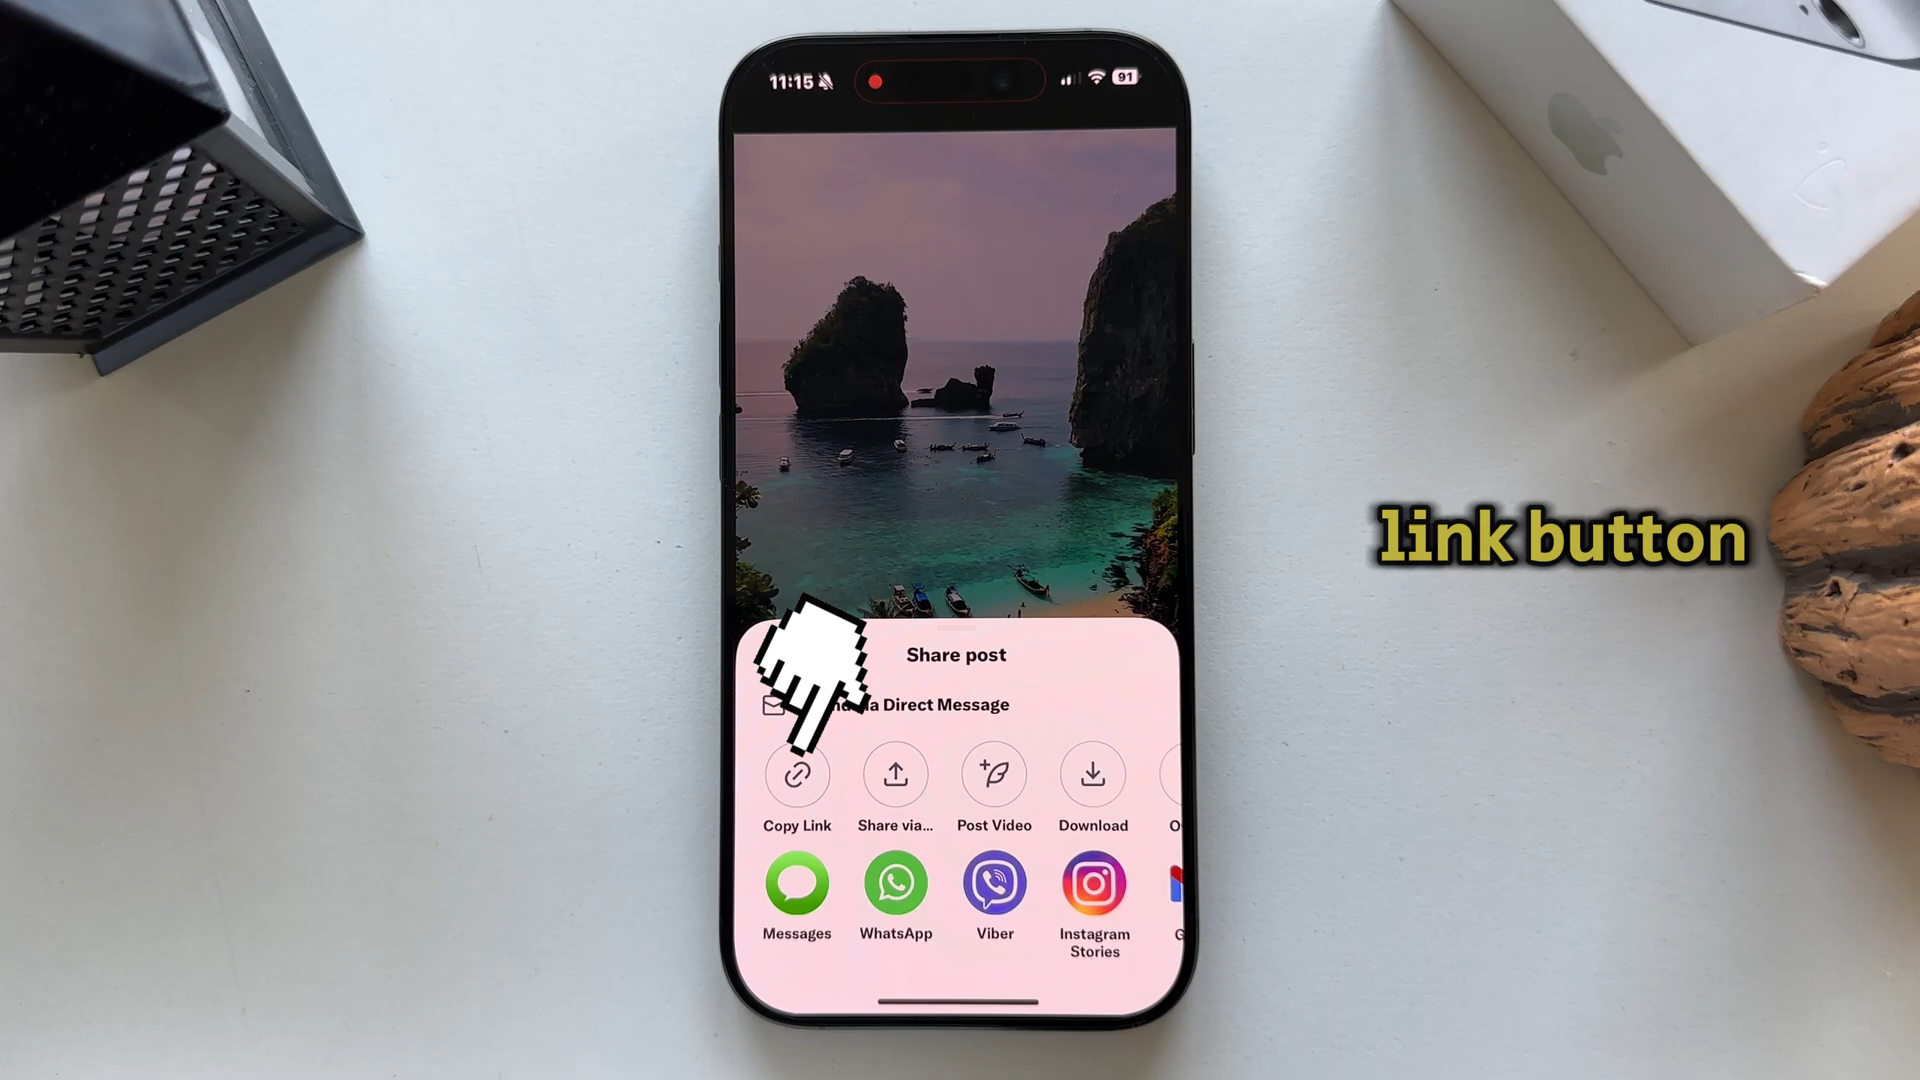 11:15
91
link button
Share post
Direct Message
Copy Link
Share via...
Post Video
Download
Messages
WhatsApp
Viber
Instagram
Stories